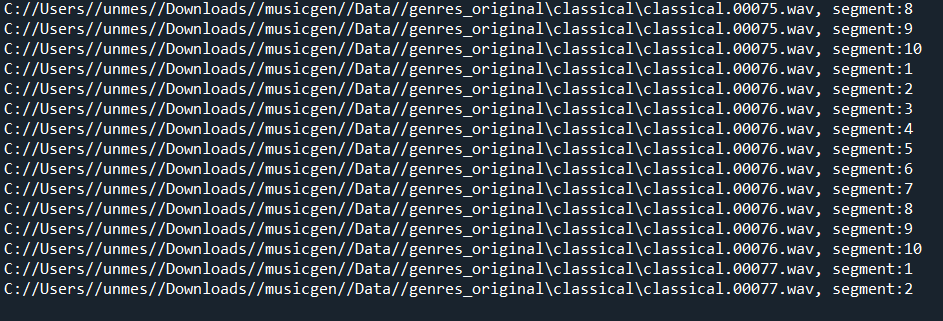 C://Users//unmes//Downloads//musicgen//Data//genres_original\classical\classical.00075.wav, segment:8
C://Users//unmes//Downloads//musicgen//Data//genres_original\classical\classical.00075.wav, segment:9
C://Users//unmes//Downloads//musicgen//Data//genres_original\classical\classical.00075.wav, segment:10
C://Users//unmes//Downloads//musicgen//Data//genres_original\classical\classical.00076.wav, segment:1
C://Users//unmes//Downloads//musicgen//Data//genres_original\classical\classical.00076.wav, segment:2
C://Users//unmes//Downloads//musicgen//Data//genres_original\classical\classical.00076.wav, segment:3
C://Users//unmes//Downloads//musicgen//Data//genres_original\classical\classical.00076.wav, segment:4
C://Users//unmes//Downloads//musicgen//Data//genres_original\classical\classical.00076.wav, segment:5
C://Users//unmes//Downloads//musicgen//Data//genres_original\classical\classical.00076.wav, segment:6
C://Users//unmes//Downloads//musicgen//Data//genres_original\classical\classical.00076.wav, segment:7
C://Users//unmes//Downloads//musicgen//Data//genres_original\classical\classical.00076.wav, segment:8
C://Users//unmes//Downloads//musicgen//Data//genres_original\classical\classical.00076.wav, segment:9
C://Users//unmes//Downloads//musicgen//Data//genres_original\classical\classical.00076.wav, segment:10
C://Users//unmes//Downloads//musicgen//Data//genres_original\classical\classical.00077.wav, segment:1
C://Users//unmes//Downloads//musicgen//Data//genres_original\classical\classical.00077.wav, segment:2